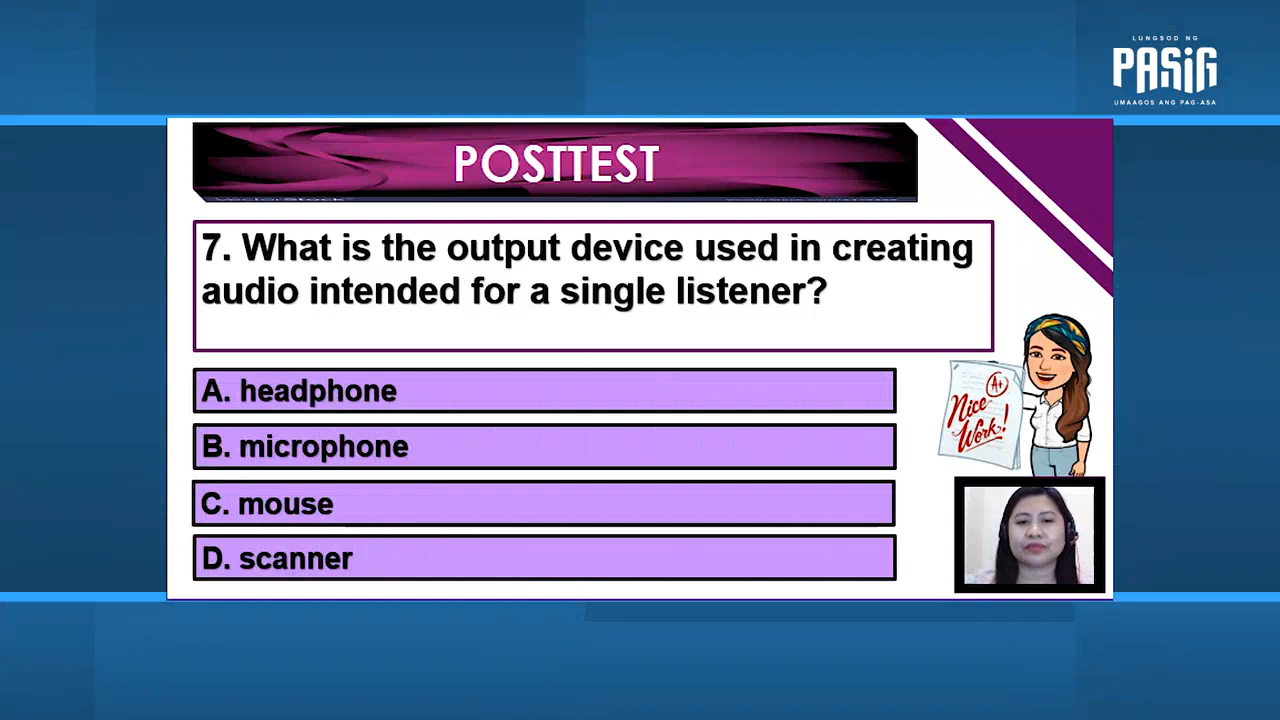 LUNGSOD NG
PASIG
UMAAGOS ANG PAG-ASA
POSTTEST
7. What is the output device used in creating
audio intended for a single listener?
A. headphone
B. microphone
C. mouse
D. scanner
A+
Nice
Work!